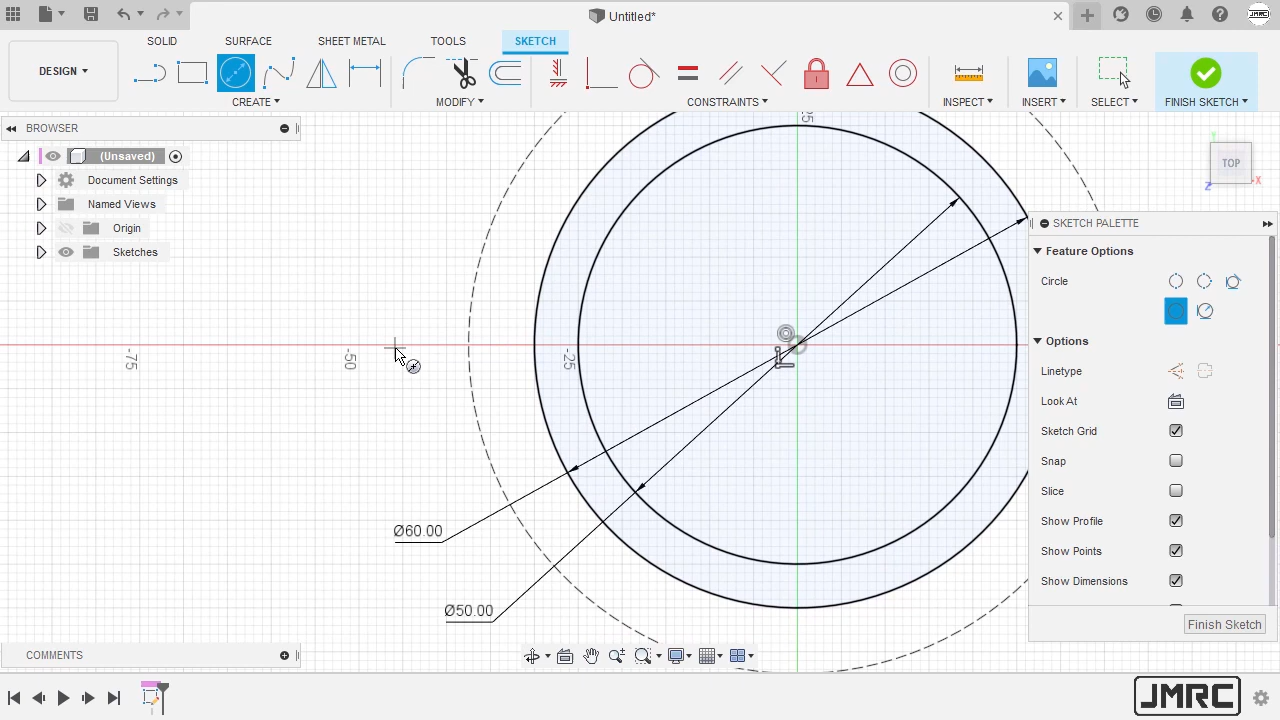 Untitled*
JMRC
DESIGN
SOLID SURFACE SHEET METAL TOOLS SKETCH
CREATE MODIFY CONSTRAINTS INSPECT INSERT SELECT FINISH SKETCH
BROWSER
(Unsaved)
Document Settings
Named Views
Origin
Sketches
25
-75
-50
-25
Ø60.00
Ø50.00
Y
TOP
X
Z
SKETCH PALETTE
Feature Options
Circle
Options
Linetype
Look At
Sketch Grid
Snap
Slice
Show Profile
Show Points
Show Dimensions
Finish Sketch
COMMENTS
JMRC